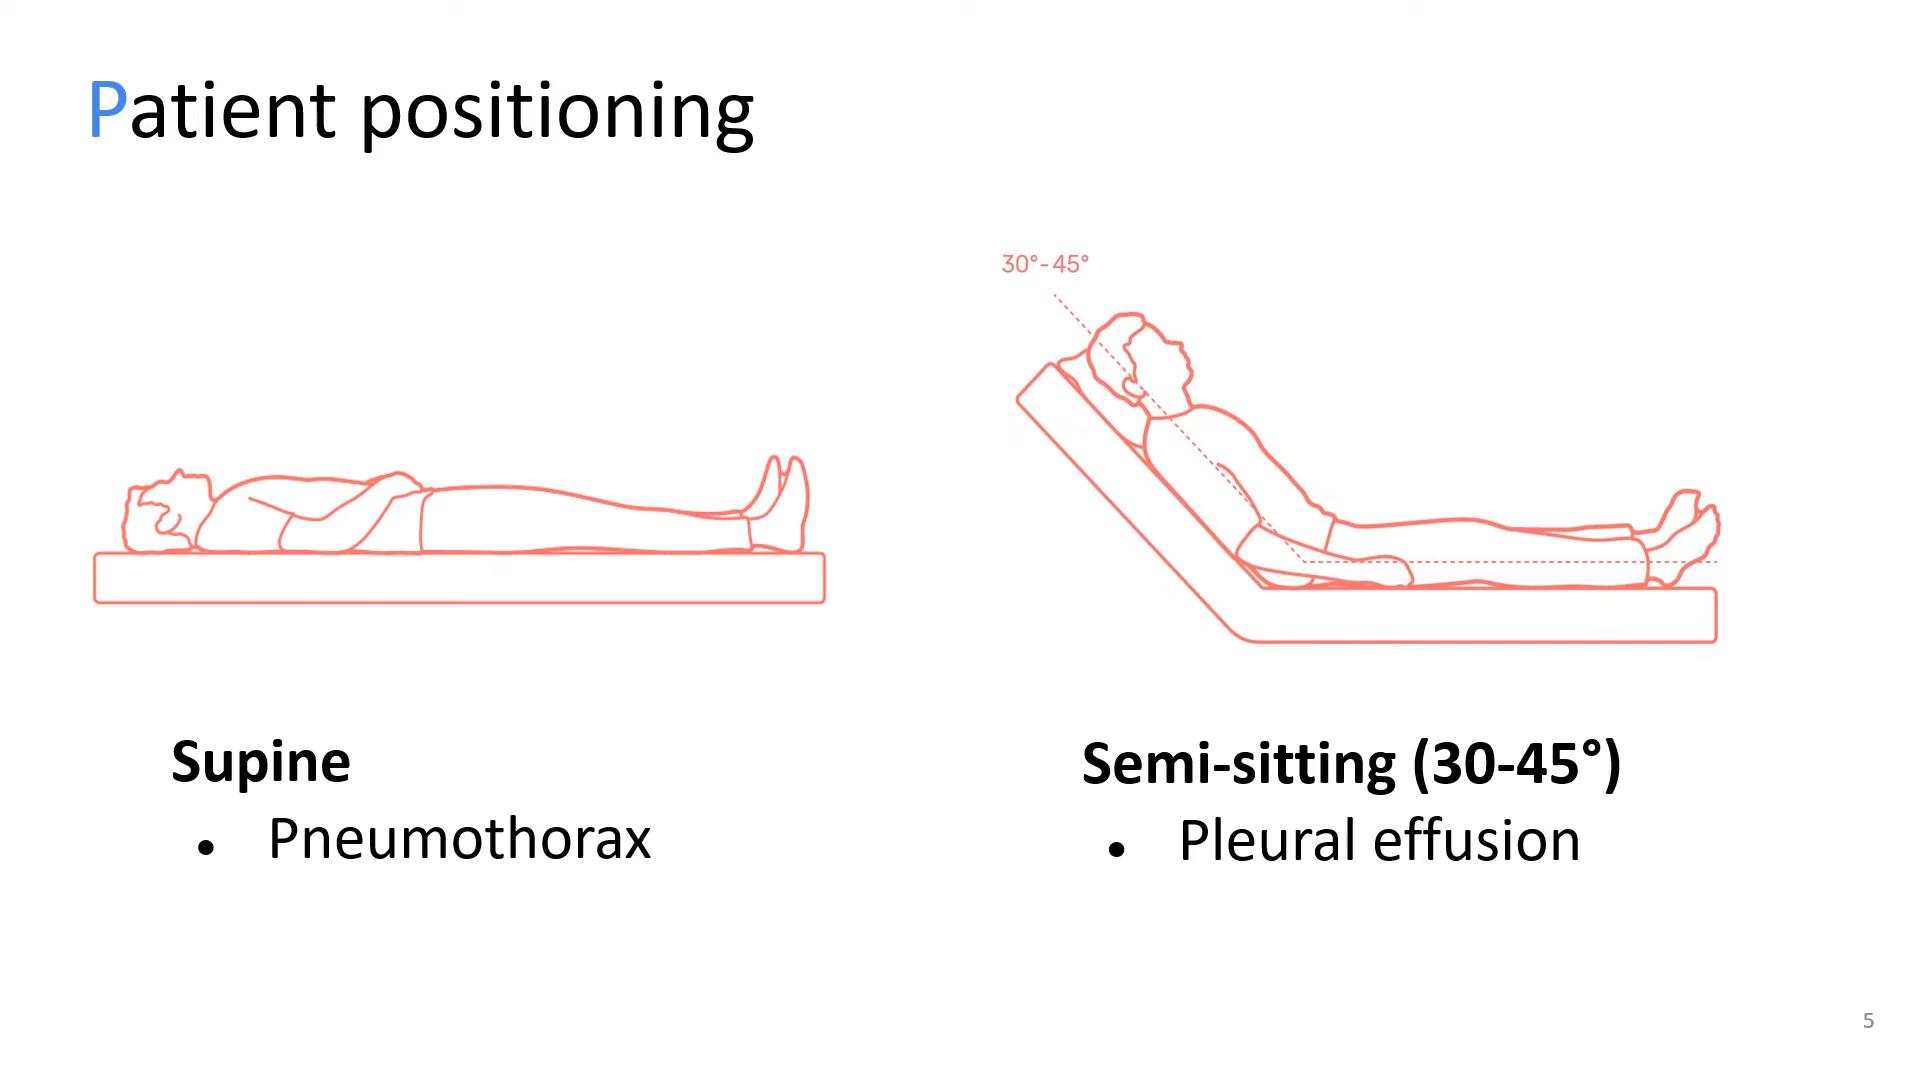 Patient positioning
30°-45°
Supine
• Pneumothorax
Semi-sitting (30-45°)
• Pleural effusion
5